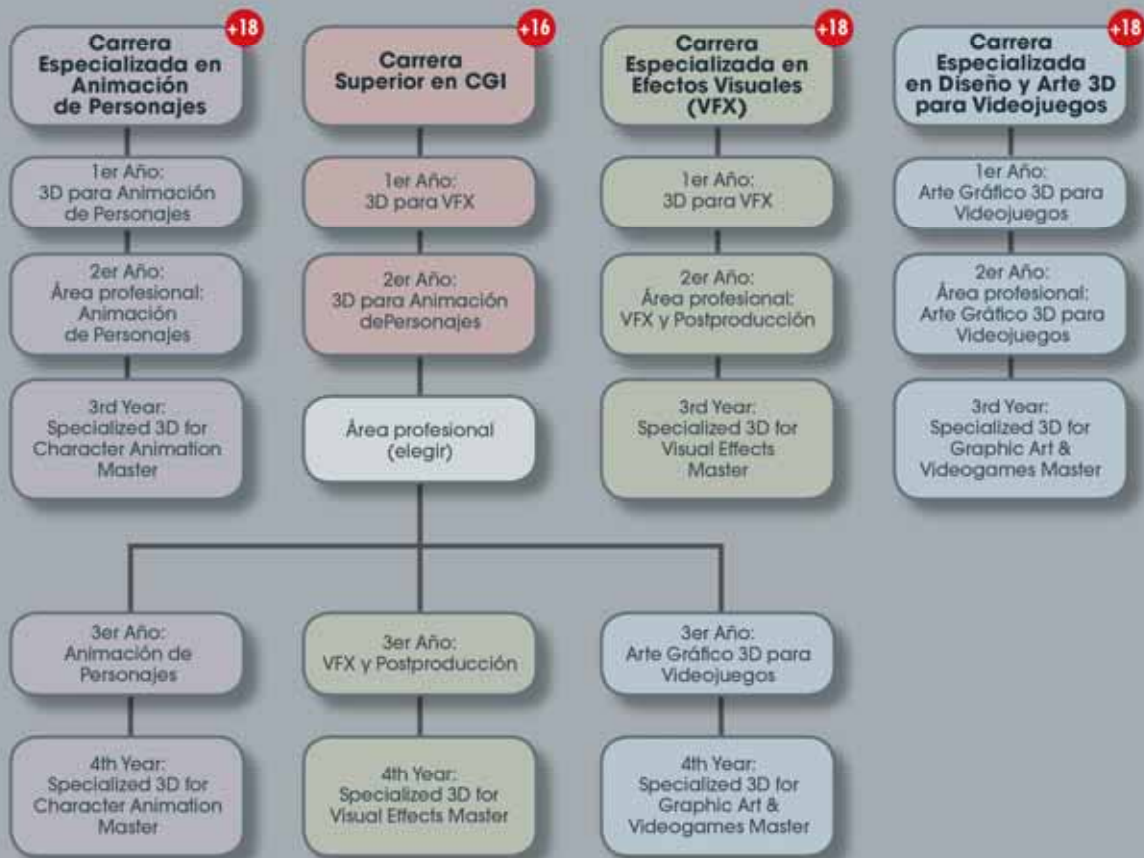 +18
Carrera
Especializada en
Animación
de Personajes
1er Año:
3D para Animación
de Personajes
2er Año:
Área profesional:
Animación
de Personajes
3rd Year:
Specialized 3D for
Character Animation
Master
+16
Carrera
Superior en CGI
1er Año:
3D para VFX
2er Año:
3D para Animación
dePersonajes
Área profesional
(elegir)
+18
Carrera
Especializada en
Efectos Visuales
(VFX)
1er Año:
3D para VFX
2er Año:
Área profesional:
VFX y Postproducción
3rd Year:
Specialized 3D for
Visual Effects
Master
+18
Carrera
Especializada
en Diseño y Arte 3D
para Videojuegos
1er Año:
Arte Gráfico 3D para
Videojuegos
2er Año:
Área profesional:
Arte Gráfico 3D para
Videojuegos
3rd Year:
Specialized 3D for
Graphic Art &
Videogames Master
3er Año:
Animación de
Personajes
4th Year:
Specialized 3D for
Character Animation
Master
3er Año:
VFX y Postproducción
4th Year:
Specialized 3D for
Visual Effects Master
3er Año:
Arte Gráfico 3D para
Videojuegos
4th Year:
Specialized 3D for
Graphic Art &
Videogames Master